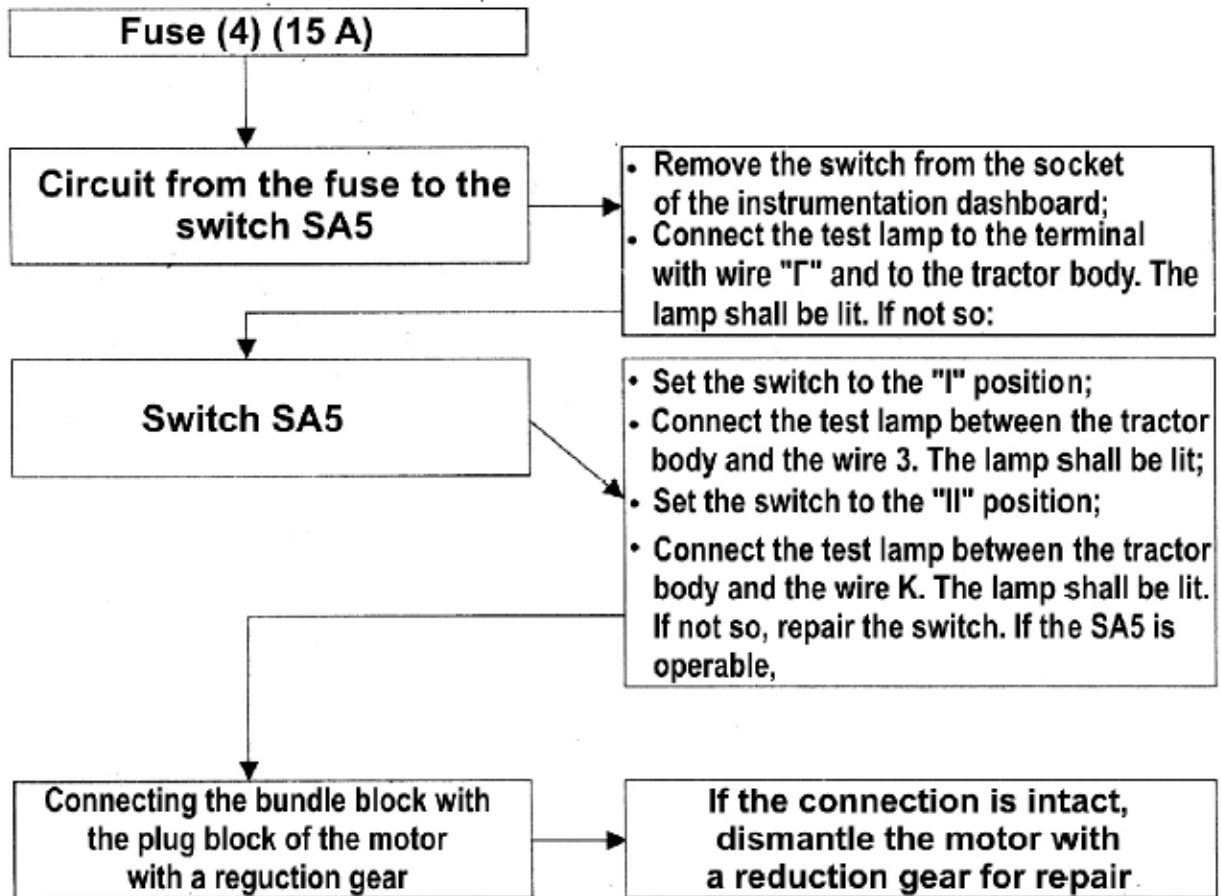 Fuse (4) (15 A)
Circuit from the fuse to the
switch SA5
• Remove the switch from the socket
of the instrumentation dashboard;
• Connect the test lamp to the terminal
with wire "Г" and to the tractor body. The
lamp shall be lit. If not so:
Switch SA5
• Set the switch to the "I" position;
• Connect the test lamp between the tractor
body and the wire 3. The lamp shall be lit;
• Set the switch to the "II" position;
• Connect the test lamp between the tractor
body and the wire K. The lamp shall be lit.
If not so, repair the switch. If the SA5 is
operable,
Connecting the bundle block with
the plug block of the motor
with a reguction gear
If the connection is intact,
dismantle the motor with
a reduction gear for repair